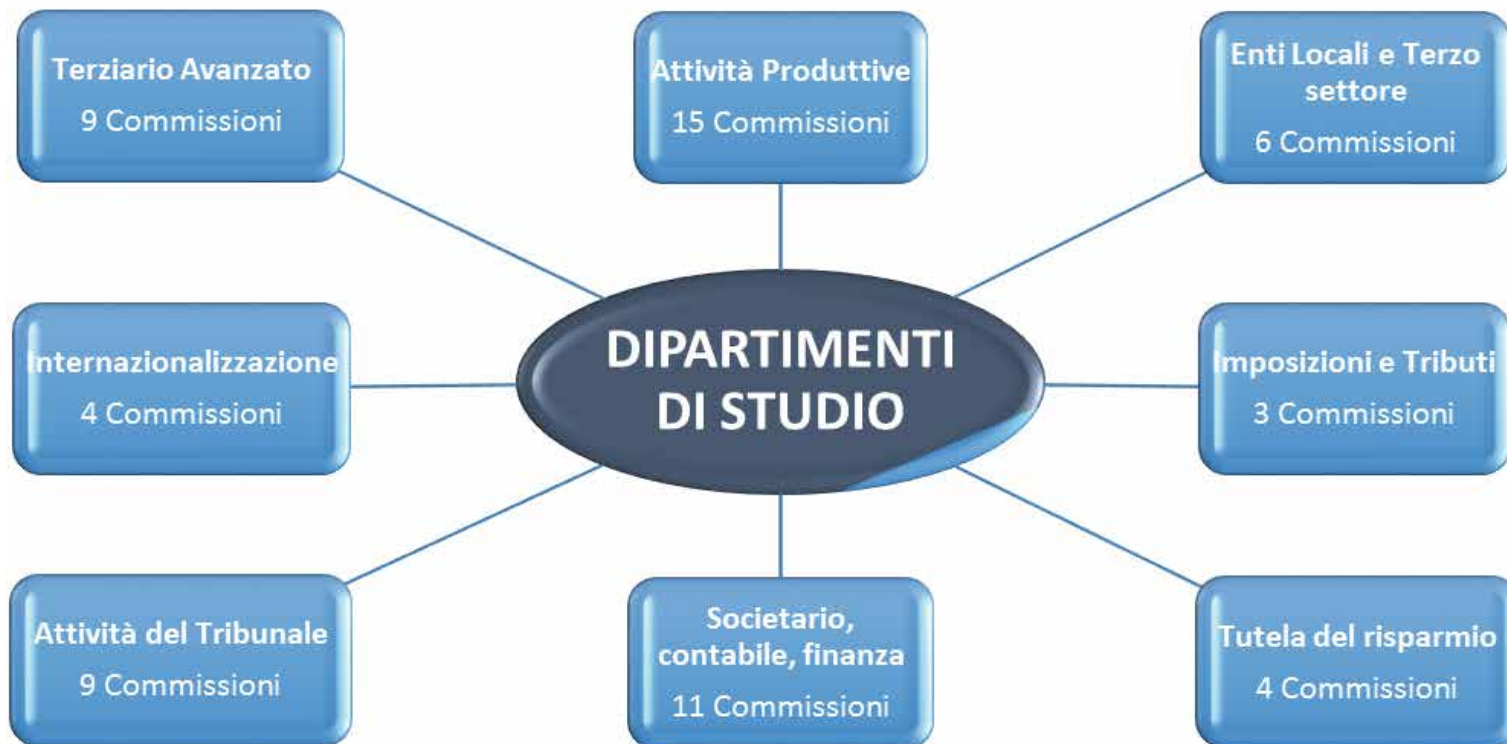 Terziario Avanzato
9 Commissioni
Attività Produttive
15 Commissioni
Enti Locali e Terzo
settore
6 Commissioni
Internazionalizzazione
4 Commissioni
DIPARTIMENTI
DI STUDIO
Imposizioni e Tributi
3 Commissioni
Attività del Tribunale
9 Commissioni
Societario,
contabile, finanza
11 Commissioni
Tutela del risparmio
4 Commissioni